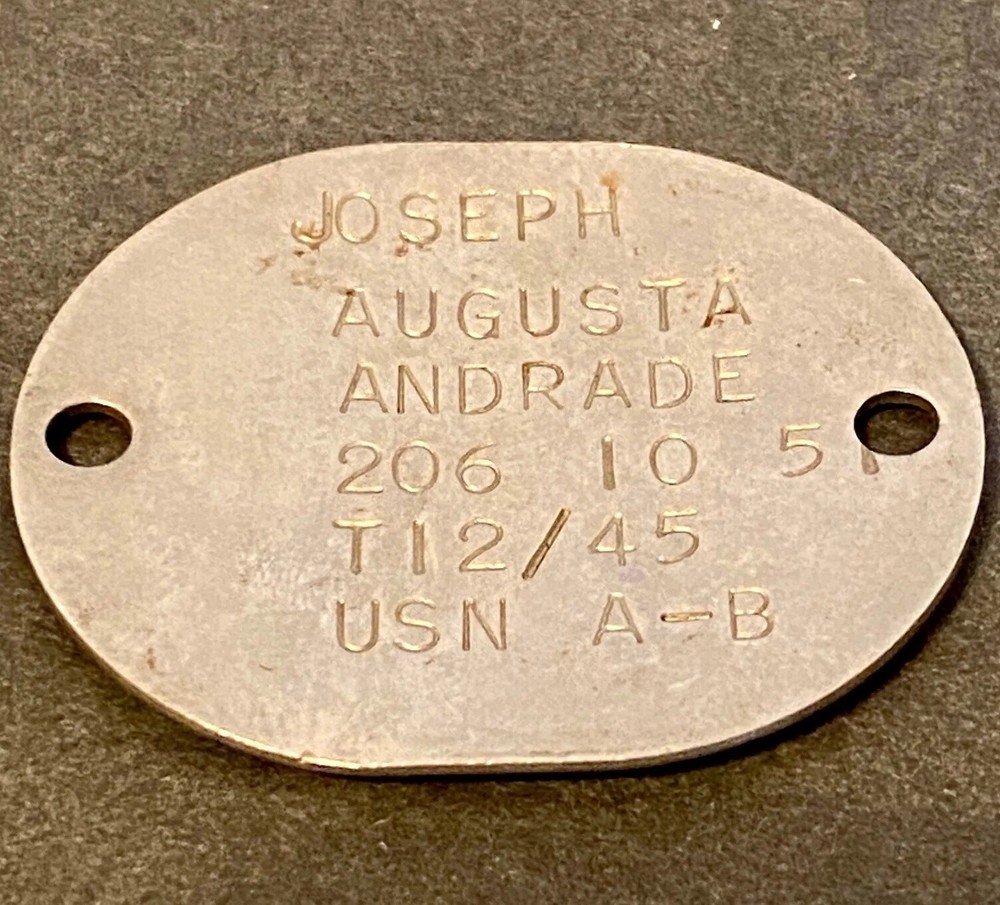 JOSEPH
AUGUSTA
ANDRADE
206 10 51
T12/45
USN A-B